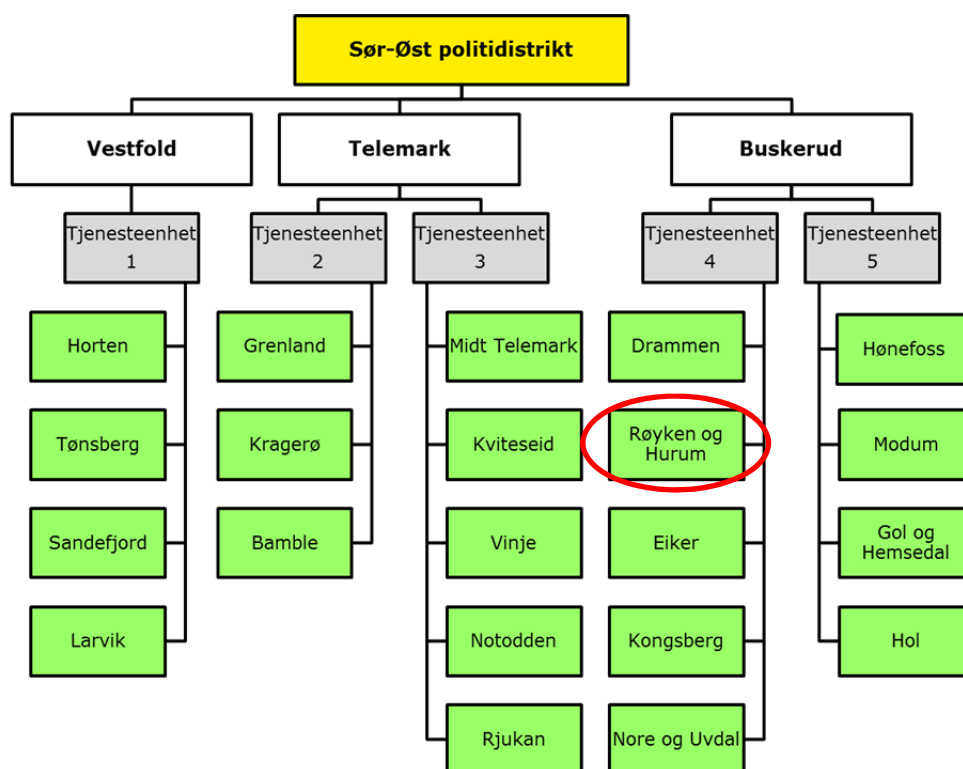 Sør-Øst politidistrikt
Vestfold
Telemark
Buskerud
Tjenesteenhet
1
Tjenesteenhet
2
Tjenesteenhet
3
Tjenesteenhet
4
Tjenesteenhet
5
Horten
Tønsberg
Sandefjord
Larvik
Grenland
Kragerø
Bamble
Midt Telemark
Kviteseid
Vinje
Notodden
Rjukan
Drammen
Røyken og
Hurum
Eiker
Kongsberg
Nore og Uvdal
Hønefoss
Modum
Gol og
Hemsedal
Hol